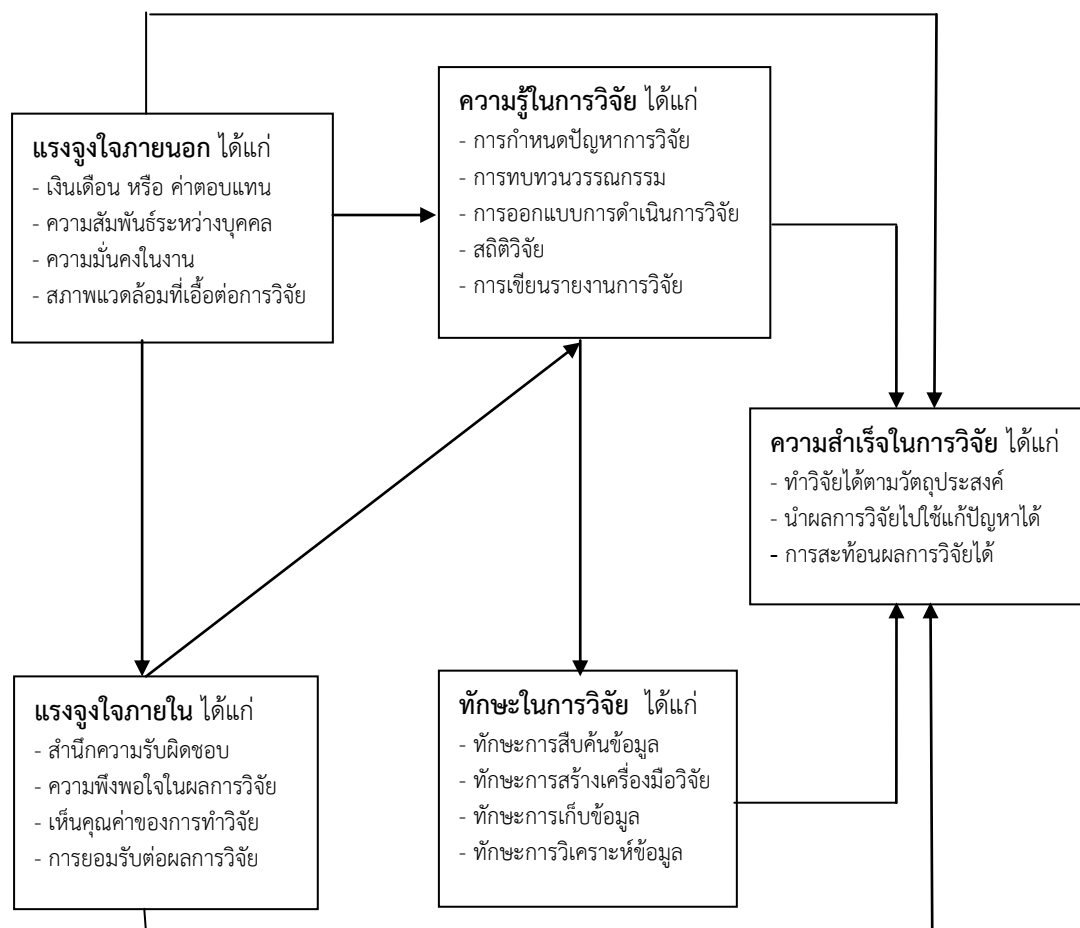 แรงจูงใจภายนอก ได้แก่
- เงินเดือน หรือ ค่าตอบแทน
- ความสัมพันธ์ระหว่างบุคคล
- ความมั่นคงในงาน
- สภาพแวดล้อมที่เอื้อต่อการวิจัย
ความรู้ในการวิจัย ได้แก่
- การกำหนดปัญหาการวิจัย
- การทบทวนวรรณกรรม
- การออกแบบการดำเนินการวิจัย
- สถิติวิจัย
- การเขียนรายงานการวิจัย
ความสำเร็จในการวิจัย ได้แก่
- ทำวิจัยได้ตามวัตถุประสงค์
- นำผลการวิจัยไปใช้แก้ปัญหาได้
- การสะท้อนผลการวิจัยได้
แรงจูงใจภายใน ได้แก่
- สำนึกความรับผิดชอบ
- ความพึงพอใจในผลการวิจัย
- เห็นคุณค่าของการทำวิจัย
- การยอมรับต่อผลการวิจัย
ทักษะในการวิจัย ได้แก่
- ทักษะการสืบค้นข้อมูล
- ทักษะการสร้างเครื่องมือวิจัย
- ทักษะการเก็บข้อมูล
- ทักษะการวิเคราะห์ข้อมูล